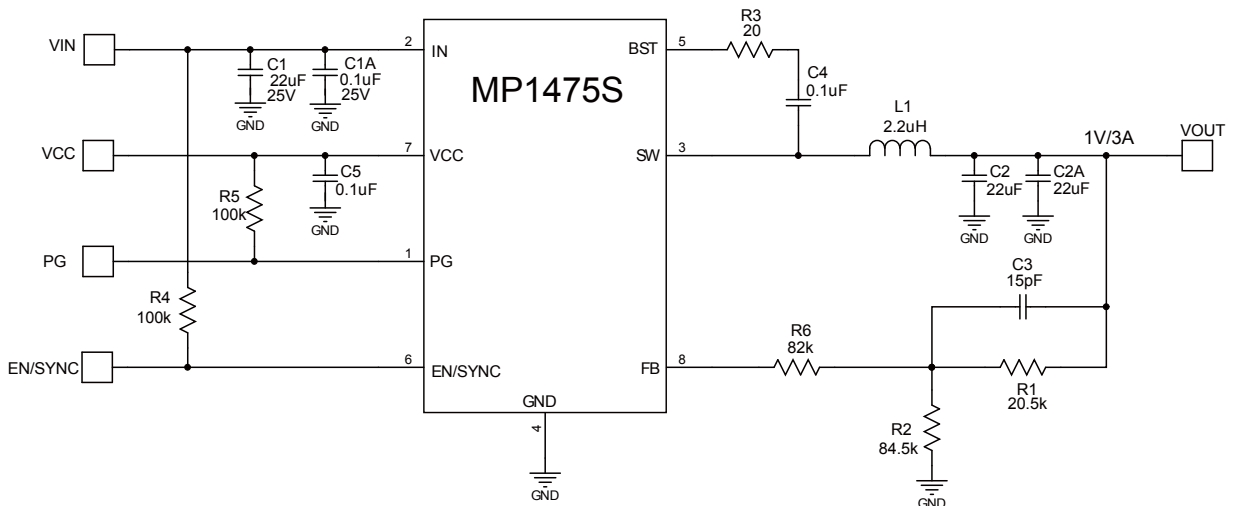 VIN
C1
22uF
25V
GND
C1A
0.1uF
25V
GND
2
IN
MP1475S
BST
5
R3
20
C4
0.1uF
L1
2.2uH
1V/3A
VOUT
VCC
7
VCC
SW
3
C5
0.1uF
GND
R5
100k
C2
22uF
GND
C2A
22uF
GND
PG
1
PG
R4
100k
C3
15pF
EN/SYNC
6
EN/SYNC
FB
8
R6
82k
R1
20.5k
GND
4
GND
R2
84.5k
GND